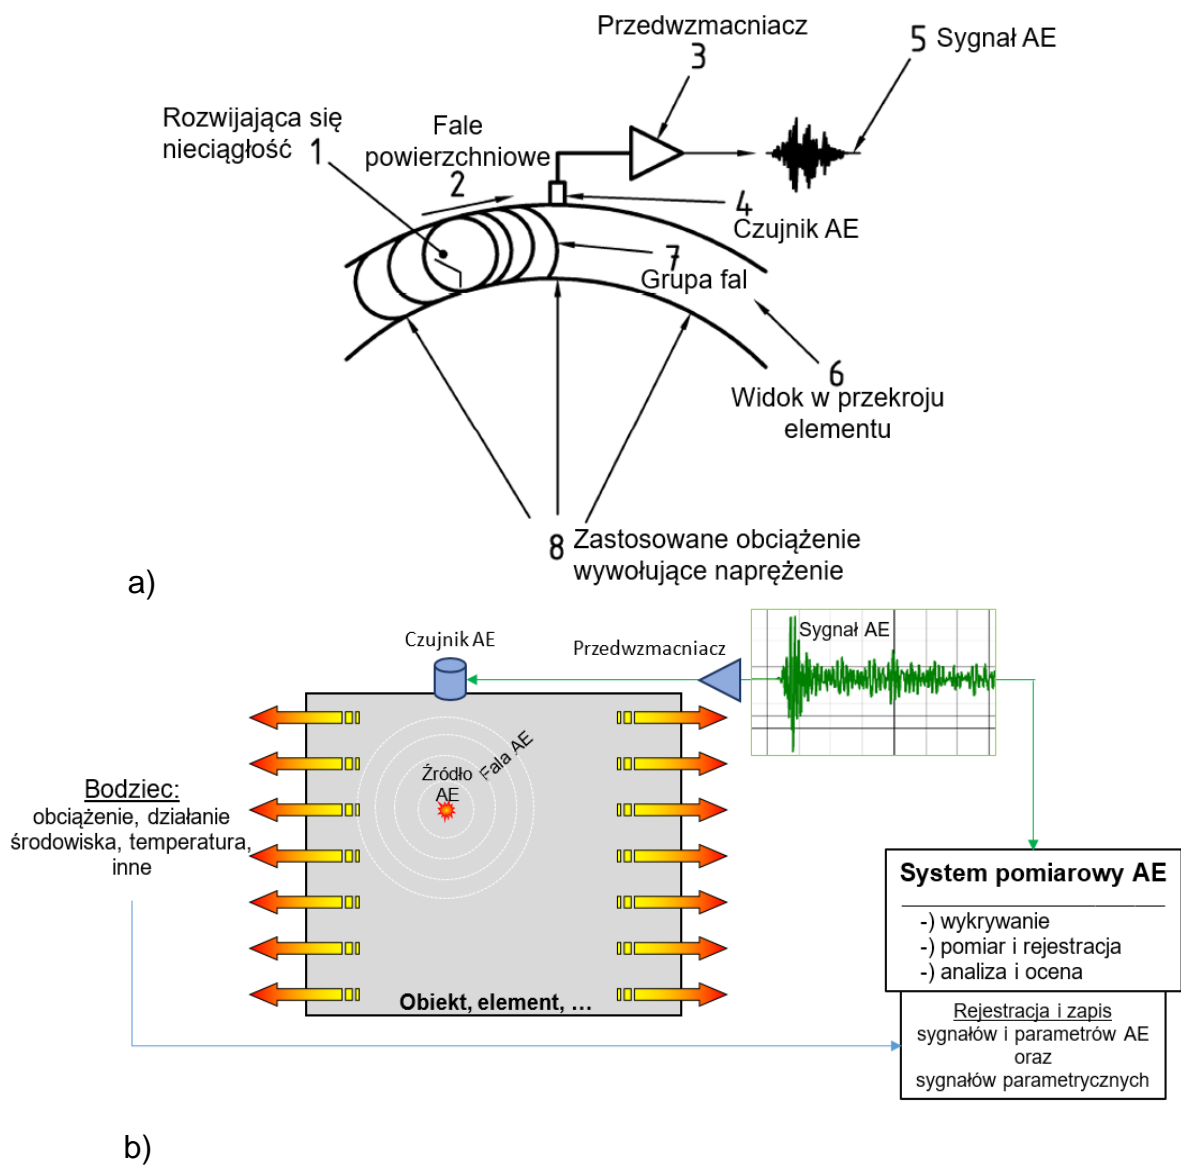 Przedwzmacniacz
3
5 Sygnał AE
Rozwijająca się
nieciągłość 1
Fale
powierzchniowe
2
4
Czujnik AE
7
Grupa fal
6
Widok w przekroju
elementu
8 Zastosowane obciążenie
wywołujące naprężenie
a)
Czujnik AE
Przedwzmacniacz
Sygnał AE
Fala AE
Źródło
AE
Bodziec:
obciążenie, działanie
środowiska, temperatura,
inne
Obiekt, element, ...
System pomiarowy AE
-) wykrywanie
-) pomiar i rejestracja
-) analiza i ocena
Rejestracja i zapis
sygnałów i parametrów AE
oraz
sygnałów parametrycznych
b)